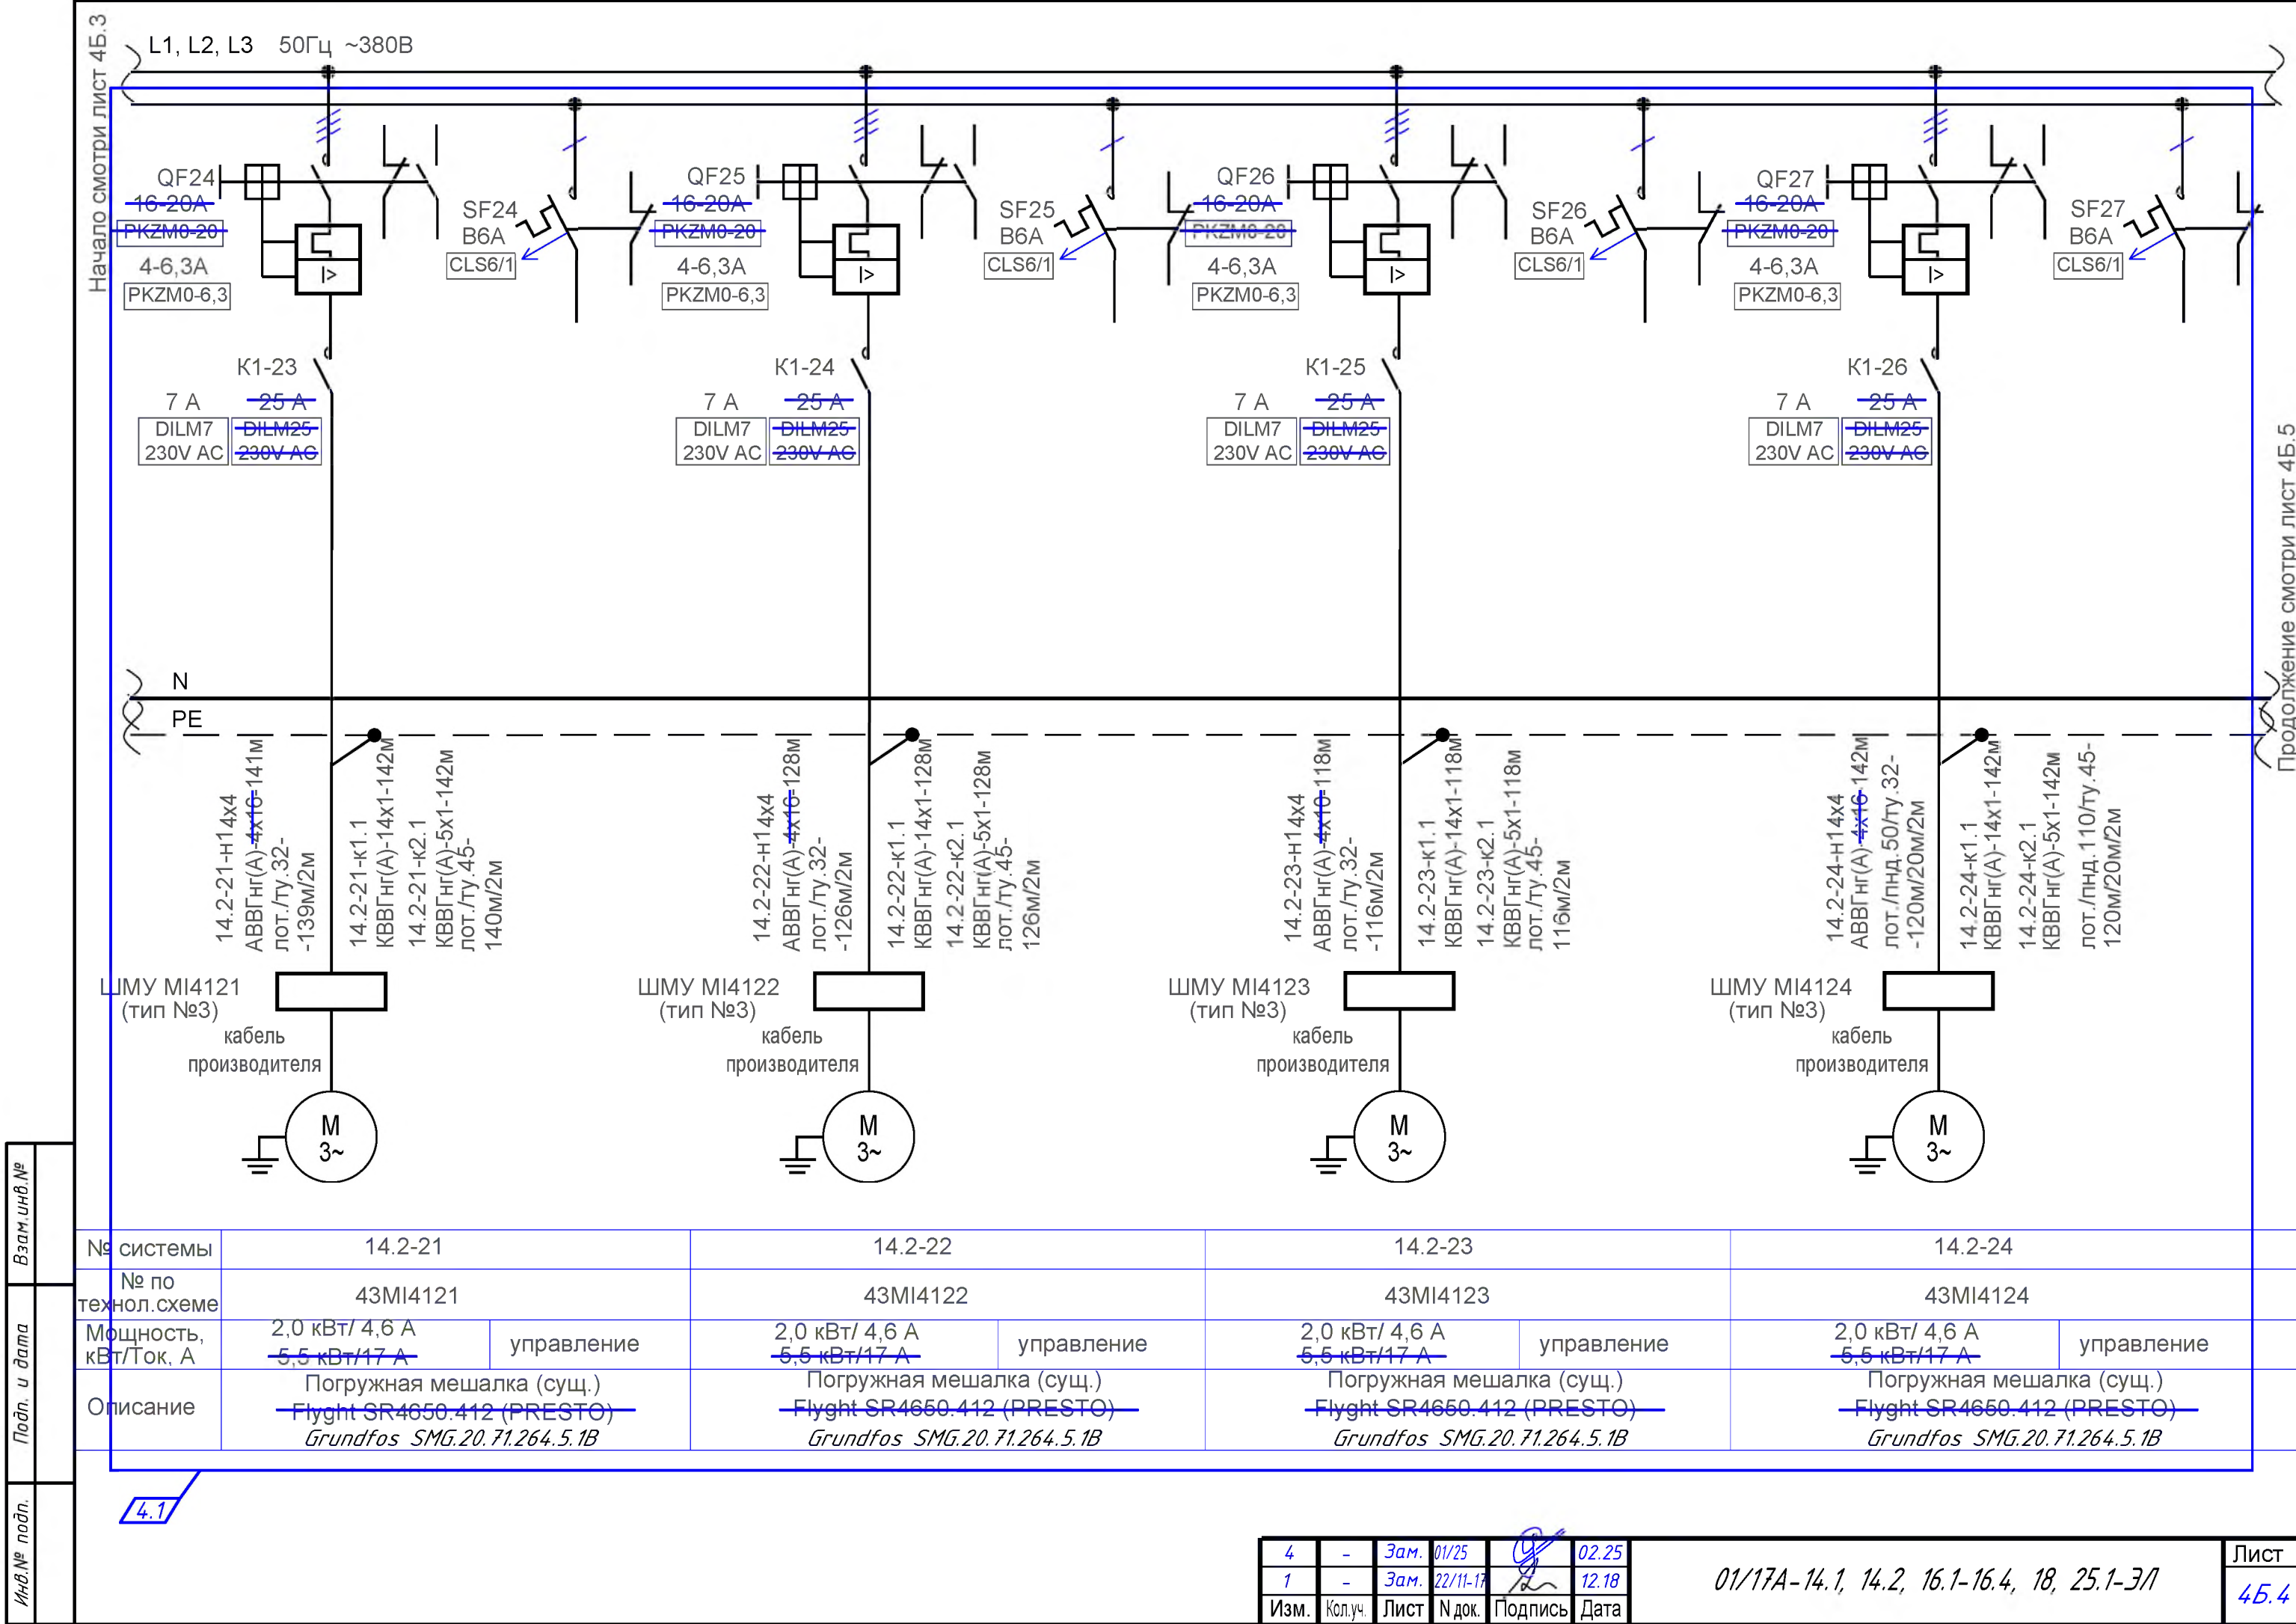 Начало смотри лист 4Б.3
L1, L2, L3 50Гц ~380В
QF24
16-20А
PKZM0-20
4-6,3А
PKZM0-6,3
I>
SF24
B6A
CLS6/1
QF25
16-20А
PKZM0-20
4-6,3А
PKZM0-6,3
I>
SF25
B6A
CLS6/1
QF26
16-20А
PKZM0-20
4-6,3А
PKZM0-6,3
I>
SF26
B6A
CLS6/1
QF27
16-20А
PKZM0-20
4-6,3А
PKZM0-6,3
I>
SF27
B6A
CLS6/1
К1-23
7 А 25 А
DILM7 DILM25
230V AC 230V AC
К1-24
7 А 25 А
DILM7 DILM25
230V AC 230V AC
К1-25
7 А 25 А
DILM7 DILM25
230V AC 230V AC
К1-26
7 А 25 А
DILM7 DILM25
230V AC 230V AC
Продолжение смотри лист 4Б.5
N
PE
14.2-21-н14х4
АВВГнг(А)-4х16-141м
лот./ту.32-
-139м/2м
14.2-21-к1.1
КВВГнг(А)-14х1-142м
14.2-21-к2.1
КВВГнг(А)-5х1-142м
лот./ту.45-
140м/2м
14.2-22-н14х4
АВВГнг(А)-4х16-128м
лот./ту.32-
-126м/2м
14.2-22-к1.1
КВВГнг(А)-14х1-128м
14.2-22-к2.1
КВВГнг(А)-5х1-128м
лот./ту.45-
126м/2м
14.2-23-н14х4
АВВГнг(А)-4х10-118м
лот./ту.32-
-116м/2м
14.2-23-к1.1
КВВГнг(А)-14х1-118м
14.2-23-к2.1
КВВГнг(А)-5х1-118м
лот./ту.45-
116м/2м
14.2-24-н14х4
АВВГнг(А)-4х16-142м
лот./пнд.50/ту.32-
-120м/20м/2м
14.2-24-к1.1
КВВГнг(А)-14х1-142м
14.2-24-к2.1
КВВГнг(А)-5х1-142м
лот./пнд.110/ту.45-
120м/20м/2м
ШМУ MI4121
(тип №3)
кабель
производителя
М
3~
ШМУ MI4122
(тип №3)
кабель
производителя
М
3~
ШМУ MI4123
(тип №3)
кабель
производителя
М
3~
ШМУ MI4124
(тип №3)
кабель
производителя
М
3~
№ системы 14.2-21 14.2-22 14.2-23 14.2-24
№ по
технол.схеме 43MI4121 43MI4122 43MI4123 43MI4124
Мощность,
кВт/Ток, А
2,0 кВт/ 4,6 А
5,5 кВт/17 А
управление
2,0 кВт/ 4,6 А
5,5 кВт/17 А
управление
2,0 кВт/ 4,6 А
5,5 кВт/17 А
управление
2,0 кВт/ 4,6 А
5,5 кВт/17 А
управление
Описание
Погружная мешалка (сущ.)
Flyght SR4650.412 (PRESTO)
Grundfos SMG.20.71.264.5.1B
Погружная мешалка (сущ.)
Flyght SR4650.412 (PRESTO)
Grundfos SMG.20.71.264.5.1B
Погружная мешалка (сущ.)
Flyght SR4650.412 (PRESTO)
Grundfos SMG.20.71.264.5.1B
Погружная мешалка (сущ.)
Flyght SR4650.412 (PRESTO)
Grundfos SMG.20.71.264.5.1B
4.1
Взам.инв.№
Подп. и дата
Инв.№ подп.
4 - Зам. 01/25 02.25
1 - Зам. 22/11-17 12.18
Изм. Кол.уч. Лист N док. Подпись Дата
01/17А-14.1, 14.2, 16.1-16.4, 18, 25.1-ЭЛ
Лист
4Б.4